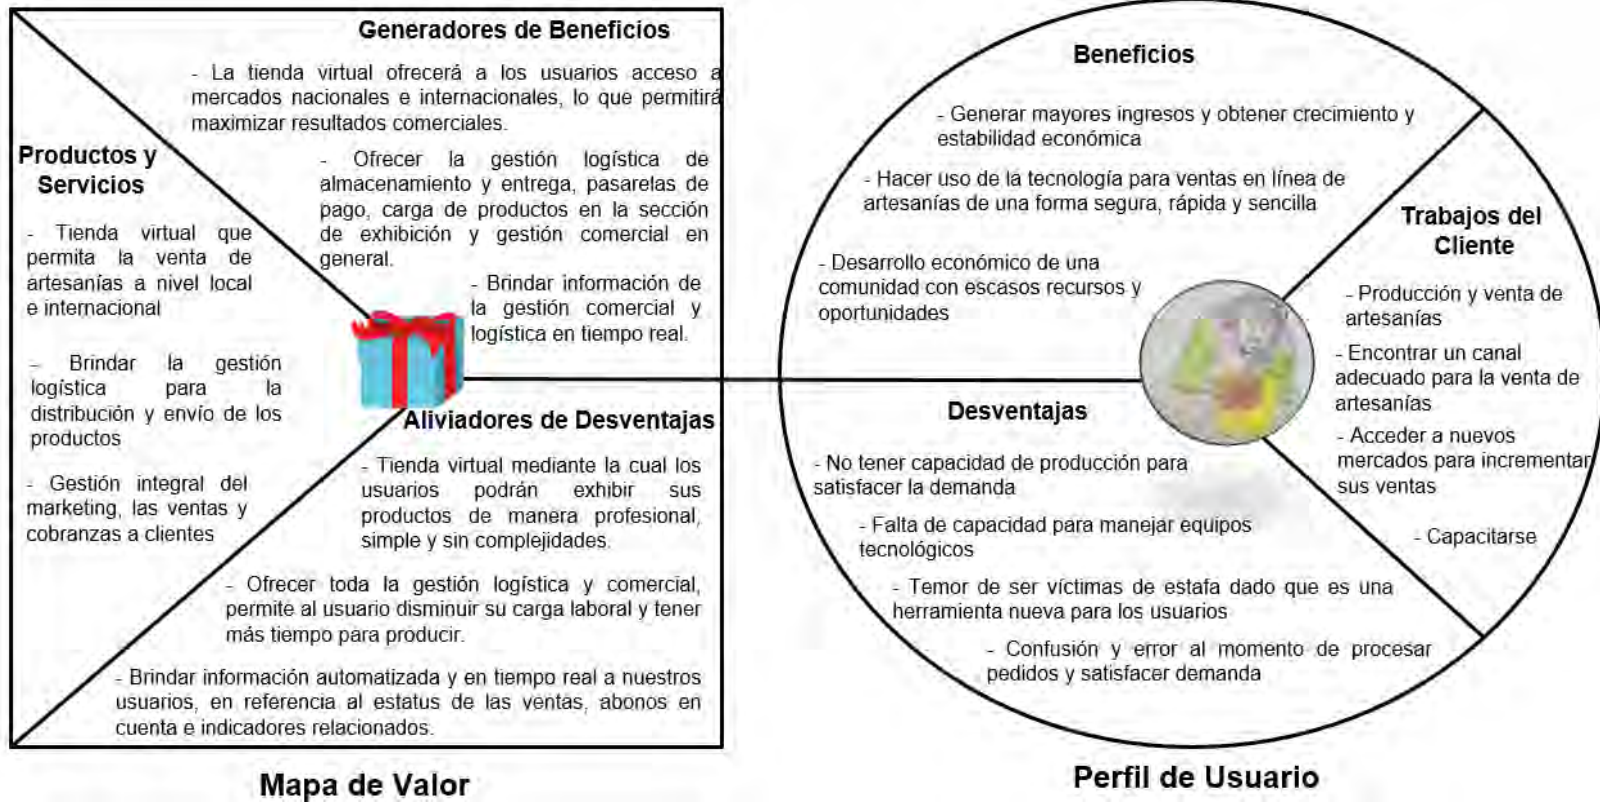 Generadores de Beneficios
- La tienda virtual ofrecerá a los usuarios acceso a
mercados nacionales e internacionales, lo que permitirá
maximizar resultados comerciales.
- Ofrecer la gestión logística de
almacenamiento y entrega, pasarelas de
pago, carga de productos en la sección
de exhibición y gestión comercial en
general.
- Brindar información de
la gestión comercial y
logística en tiempo real.
Productos y
Servicios
- Tienda virtual que
permita la venta de
artesanías a nivel local
e internacional
- Brindar la gestión
logística para la
distribución y envío de los
productos
- Gestión integral del
marketing, las ventas y
cobranzas a clientes
Aliviadores de Desventajas
- Tienda virtual mediante la cual los
usuarios podrán exhibir sus
productos de manera profesional,
simple y sin complejidades.
- Ofrecer toda la gestión logística y comercial,
permite al usuario disminuir su carga laboral y tener
más tiempo para producir.
- Brindar información automatizada y en tiempo real a nuestros
usuarios, en referencia al estatus de las ventas, abonos en
cuenta e indicadores relacionados.
Mapa de Valor
Beneficios
- Generar mayores ingresos y obtener crecimiento y
estabilidad económica
- Hacer uso de la tecnología para ventas en línea de
artesanías de una forma segura, rápida y sencilla
- Desarrollo económico de una
comunidad con escasos recursos y
oportunidades
Trabajos del
Cliente
- Producción y venta de
artesanías
- Encontrar un canal
adecuado para la venta de
artesanías
- Acceder a nuevos
mercados para incrementar
sus ventas
- Capacitarse
Desventajas
- No tener capacidad de producción para
satisfacer la demanda
- Falta de capacidad para manejar equipos
tecnológicos
- Temor de ser víctimas de estafa dado que es una
herramienta nueva para los usuarios
- Confusión y error al momento de procesar
pedidos y satisfacer demanda
Perfil de Usuario